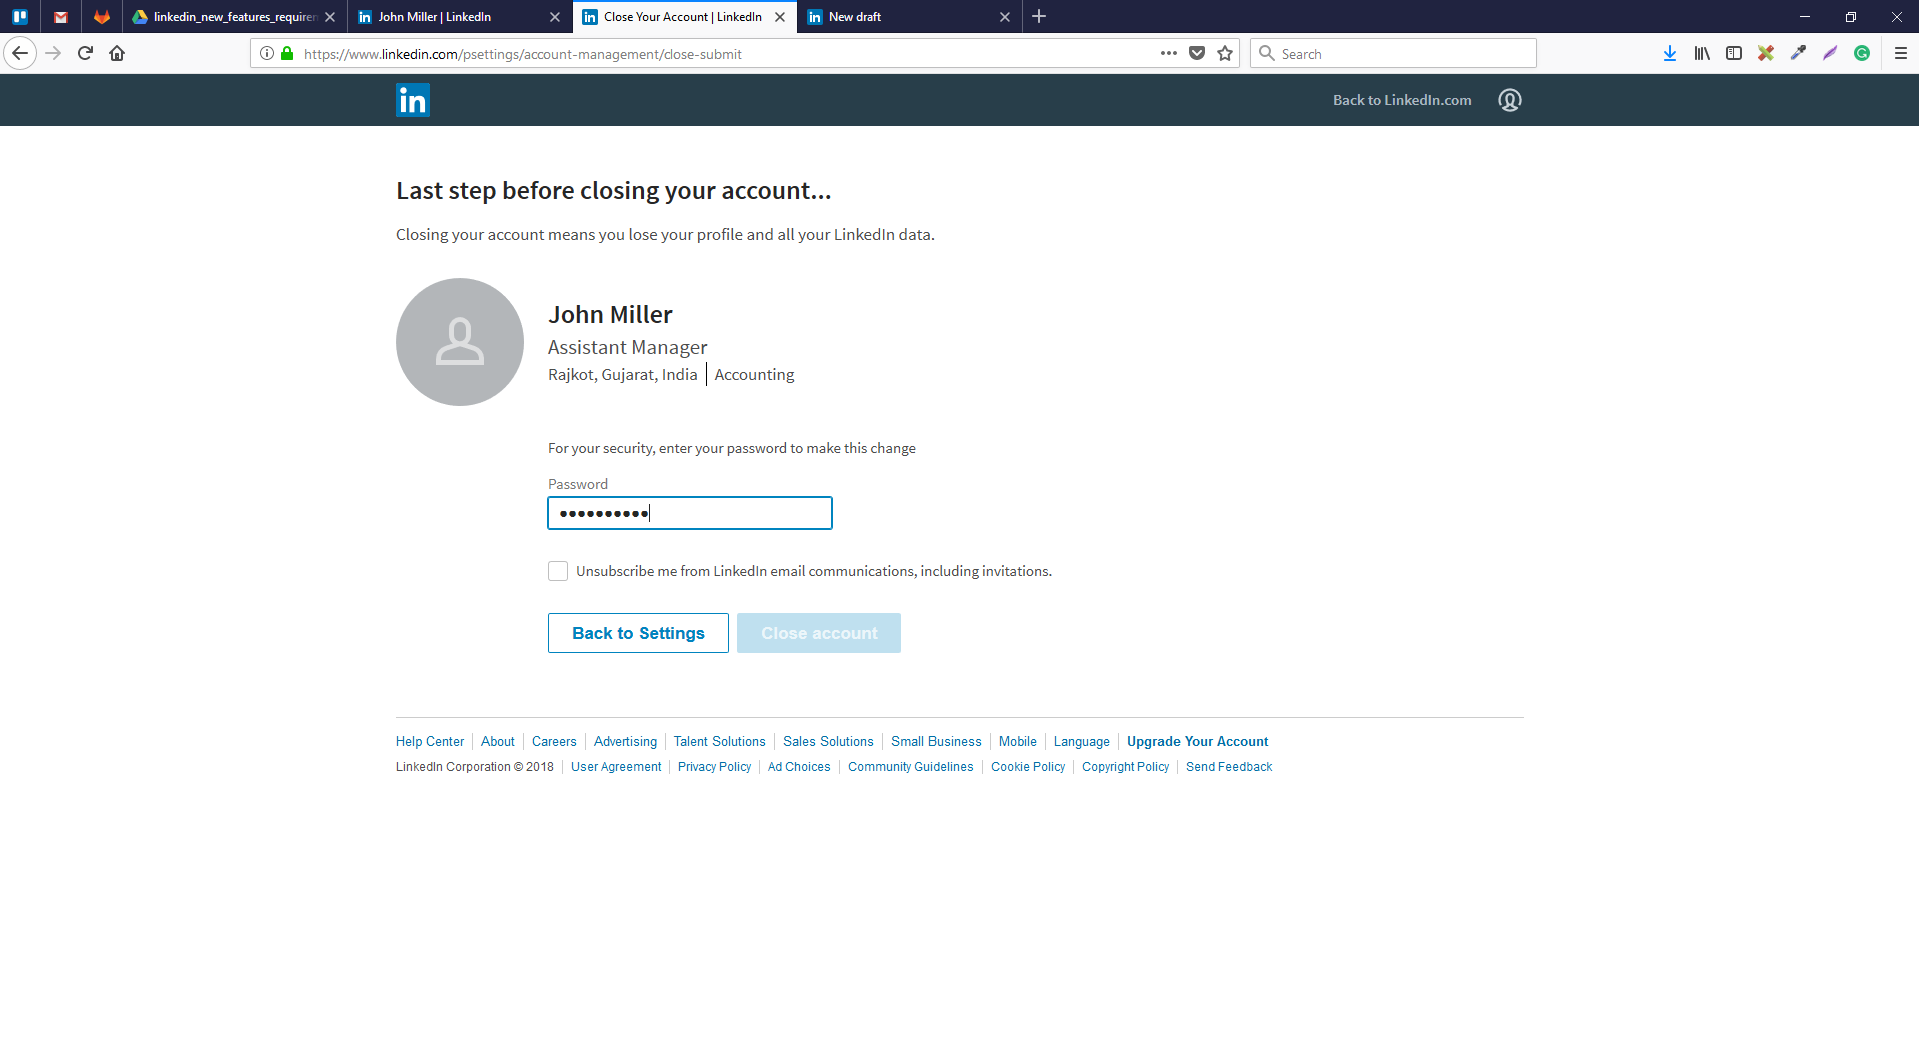 linkedin_new_features_requiren
John Miller | LinkedIn
Close Your Account | LinkedIn
New draft
https://www.linkedin.com/psettings/account-management/close-submit
Search
in
Back to LinkedIn.com
Last step before closing your account...
Closing your account means you lose your profile and all your LinkedIn data.
John Miller
Assistant Manager
Rajkot, Gujarat, India | Accounting
For your security, enter your password to make this change
Password
••••••••••
Unsubscribe me from LinkedIn email communications, including invitations.
Back to Settings Close account
Help Center | About | Careers | Advertising | Talent Solutions | Sales Solutions | Small Business | Mobile | Language | Upgrade Your Account
LinkedIn Corporation © 2018 | User Agreement | Privacy Policy | Ad Choices | Community Guidelines | Cookie Policy | Copyright Policy | Send Feedback